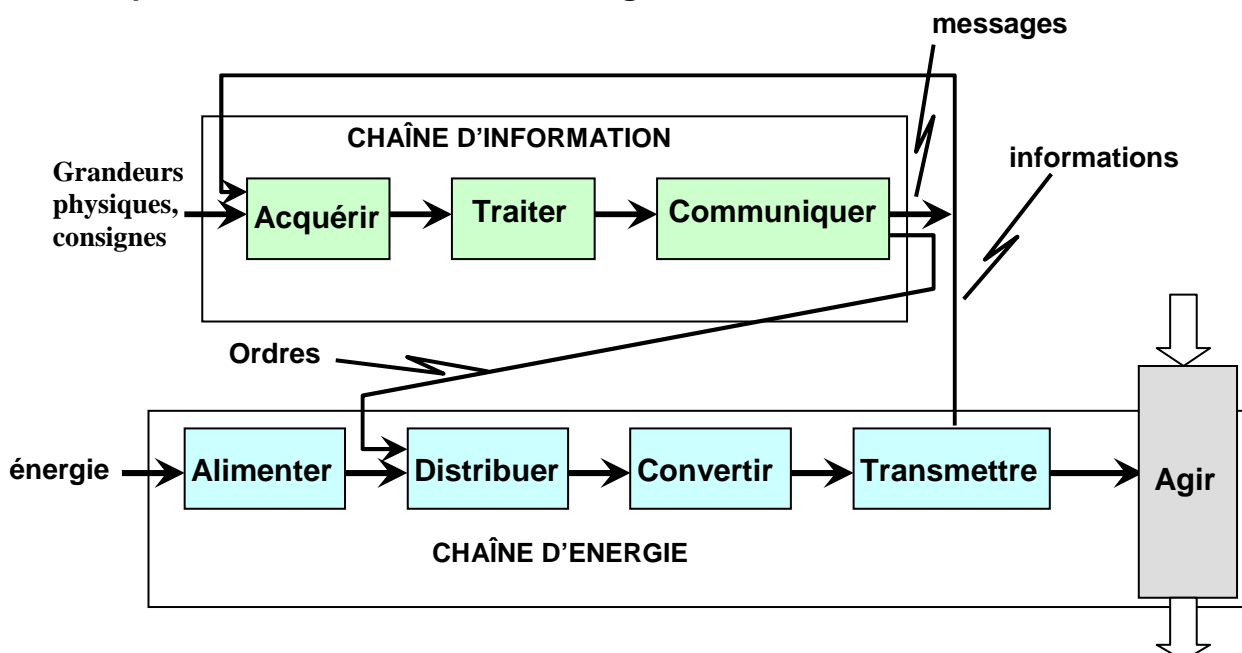 messages
CHAÎNE D'INFORMATION
informations
Grandeurs
physiques,
consignes
Acquérir
Traiter
Communiquer
Ordres
énergie
Alimenter
Distribuer
Convertir
Transmettre
Agir
CHAÎNE D'ENERGIE